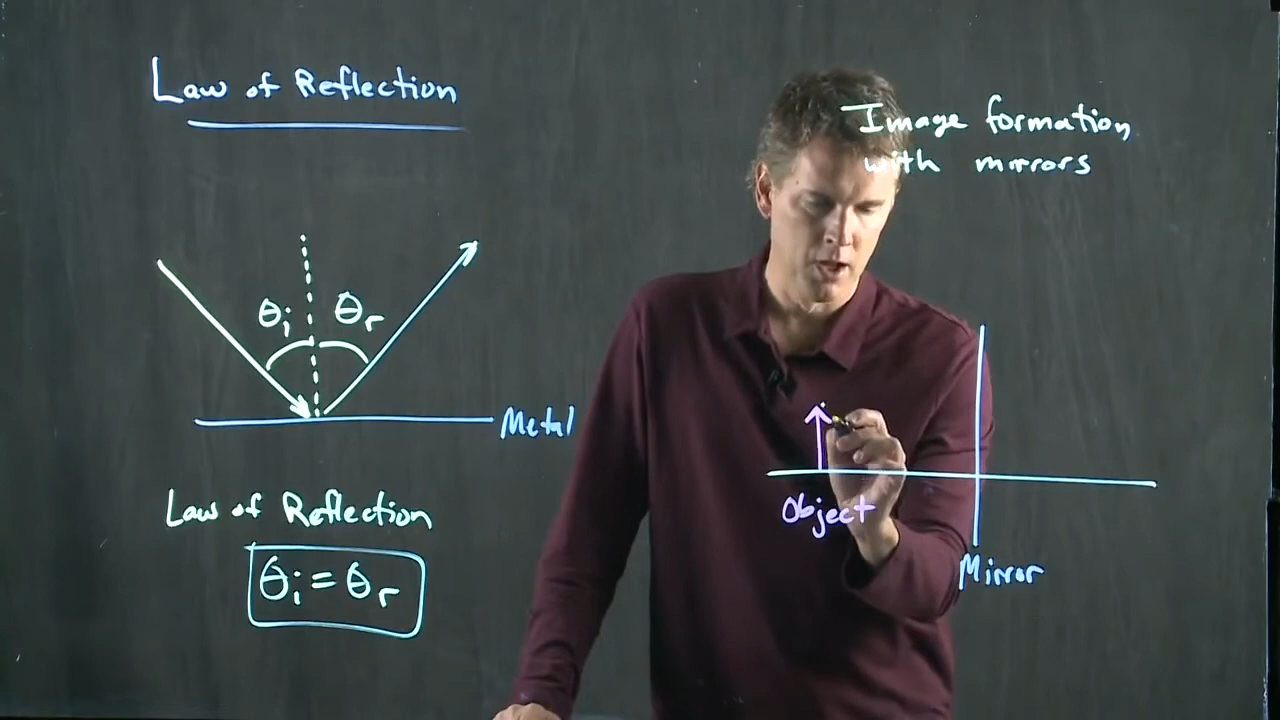 Law of Reflection
Image formation
with mirrors
θi θr
Metal
Law of Reflection
θi = θr
Object
Mirror